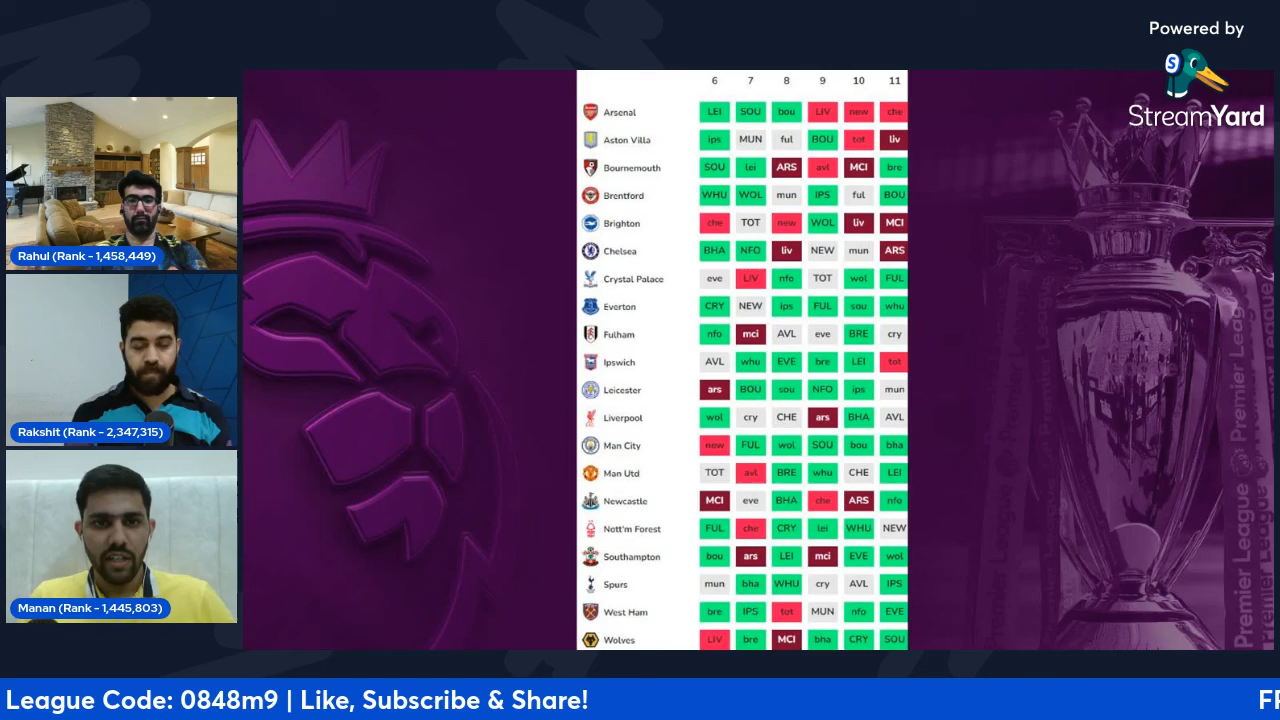 Powered by
StreamYard
Rahul (Rank - 1,458,449)
Rakshit (Rank - 2,347,315)
Manan (Rank - 1,445,803)
6 7 8 9 10 11
Arsenal LEI SOU bou LIV new che
Aston Villa ips MUN ful BOU tot liv
Bournemouth SOU lei ARS avl MCI bre
Brentford WHU WOL mun IPS ful BOU
Brighton che TOT new WOL liv MCI
Chelsea BHA NFO liv NEW mun ARS
Crystal Palace eve LIV nfo TOT wol FUL
Everton CRY NEW ips FUL sou whu
Fulham nfo mci AVL eve BRE cry
Ipswich AVL whu EVE bre LEI tot
Leicester ars BOU sou NFO ips mun
Liverpool wol cry CHE ars BHA AVL
Man City new FUL wol SOU bou bha
Man Utd TOT avl BRE whu CHE LEI
Newcastle MCI eve BHA che ARS nfo
Nott'm Forest FUL che CRY lei WHU NEW
Southampton bou ars LEI mci EVE wol
Spurs mun bha WHU cry AVL IPS
West Ham bre IPS tot MUN nfo EVE
Wolves LIV bre MCI bha CRY SOU
Premier League
Premier League
League Code: 0848m9 | Like, Subscribe & Share!